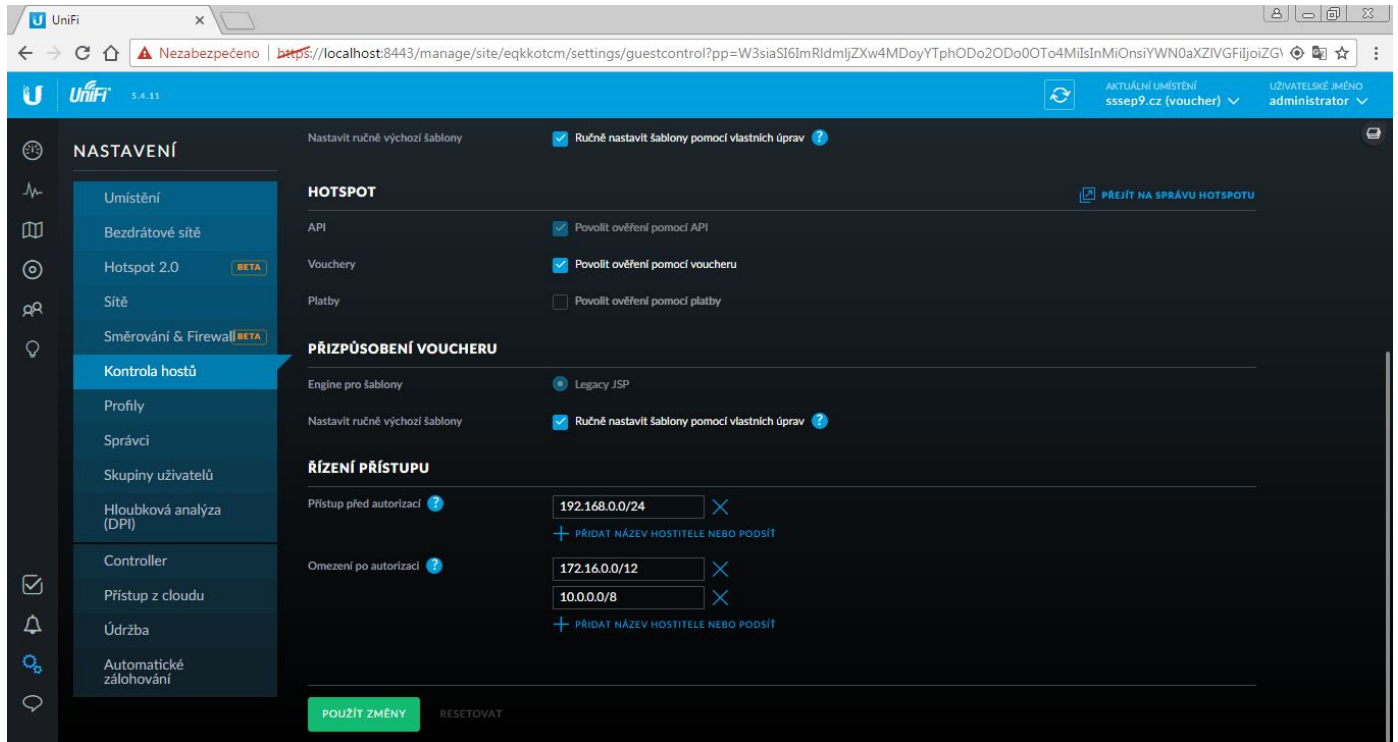 UniFi
Nezabezpečeno | https://localhost:8443/manage/site/eqkkotcm/settings/guestcontrol?pp=W3siaSI6ImRldmljZXw4MDoyYTphODo2ODo0OTo4MiIsInMiOnsiYWN0aXZlVGFiIjoiZG
UniFi 5.4.11
AKTUÁLNÍ UMÍSTĚNÍ
sssep9.cz (voucher)
UŽIVATELSKÉ JMÉNO
administrator
NASTAVENÍ
Umístění
Bezdrátové sítě
Hotspot 2.0 BETA
Sítě
Směrování & Firewall BETA
Kontrola hostů
Profily
Správci
Skupiny uživatelů
Hloubková analýza
(DPI)
Controller
Přístup z cloudu
Údržba
Automatické
zálohování
Nastavit ručně výchozí šablony Ručně nastavit šablony pomocí vlastních úprav ?
HOTSPOT PŘEJÍT NA SPRÁVU HOTSPOTU
API Povolit ověření pomocí API
Vouchery Povolit ověření pomocí voucheru
Platby Povolit ověření pomocí platby
PŘIZPŮSOBENÍ VOUCHERU
Engine pro šablony Legacy JSP
Nastavit ručně výchozí šablony Ručně nastavit šablony pomocí vlastních úprav ?
ŘÍZENÍ PŘÍSTUPU
Přístup před autorizací ? 192.168.0.0/24
PŘIDAT NÁZEV HOSTITELE NEBO PODSÍŤ
Omezení po autorizaci ? 172.16.0.0/12
10.0.0.0/8
PŘIDAT NÁZEV HOSTITELE NEBO PODSÍŤ
POUŽÍT ZMĚNY RESETOVAT